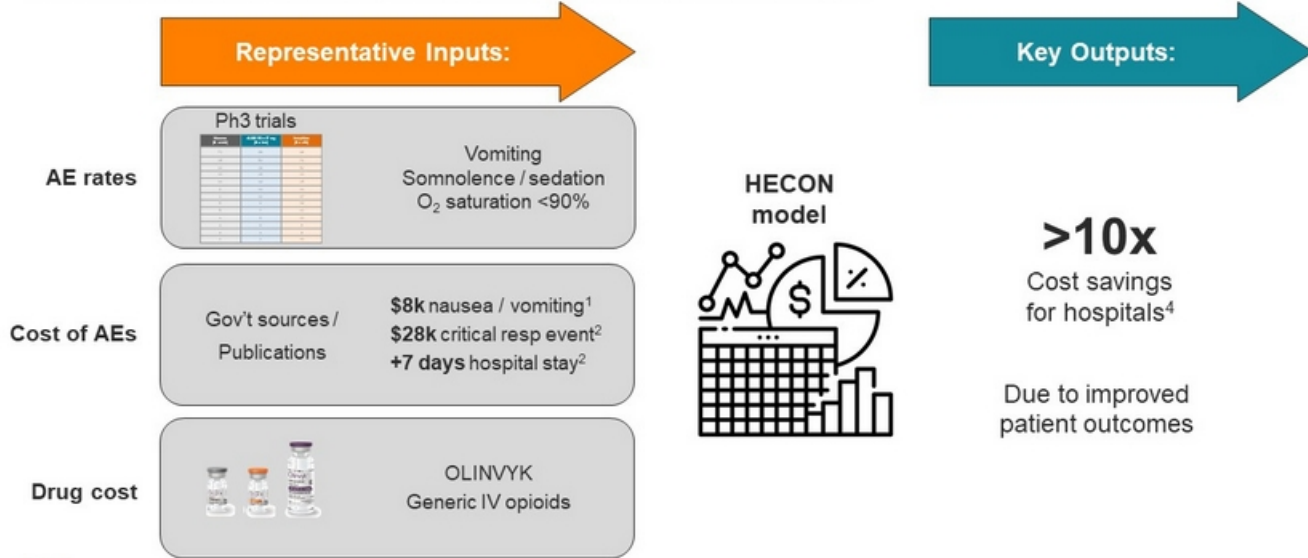 Representative Inputs:
Key Outputs:
AE rates
Ph3 trials
Vomiting
Somnolence / sedation
O₂ saturation <90%
Cost of AEs
Gov't sources /
Publications
$8k nausea / vomiting¹
$28k critical resp event²
+7 days hospital stay²
Drug cost
OLINVYK
Generic IV opioids
HECON
model
%
$
>10x
Cost savings
for hospitals⁴
Due to improved
patient outcomes